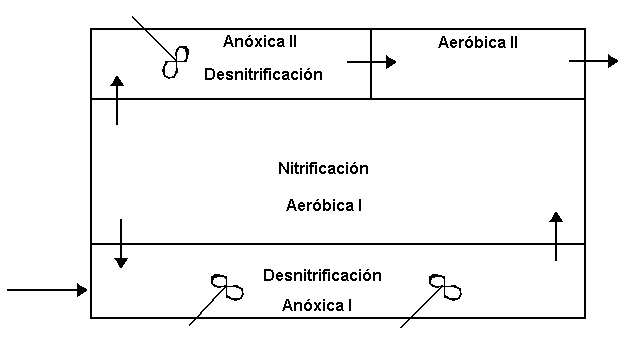 Anóxica II
Desnitrificación
Aeróbica II
Nitrificación
Aeróbica I
Desnitrificación
Anóxica I